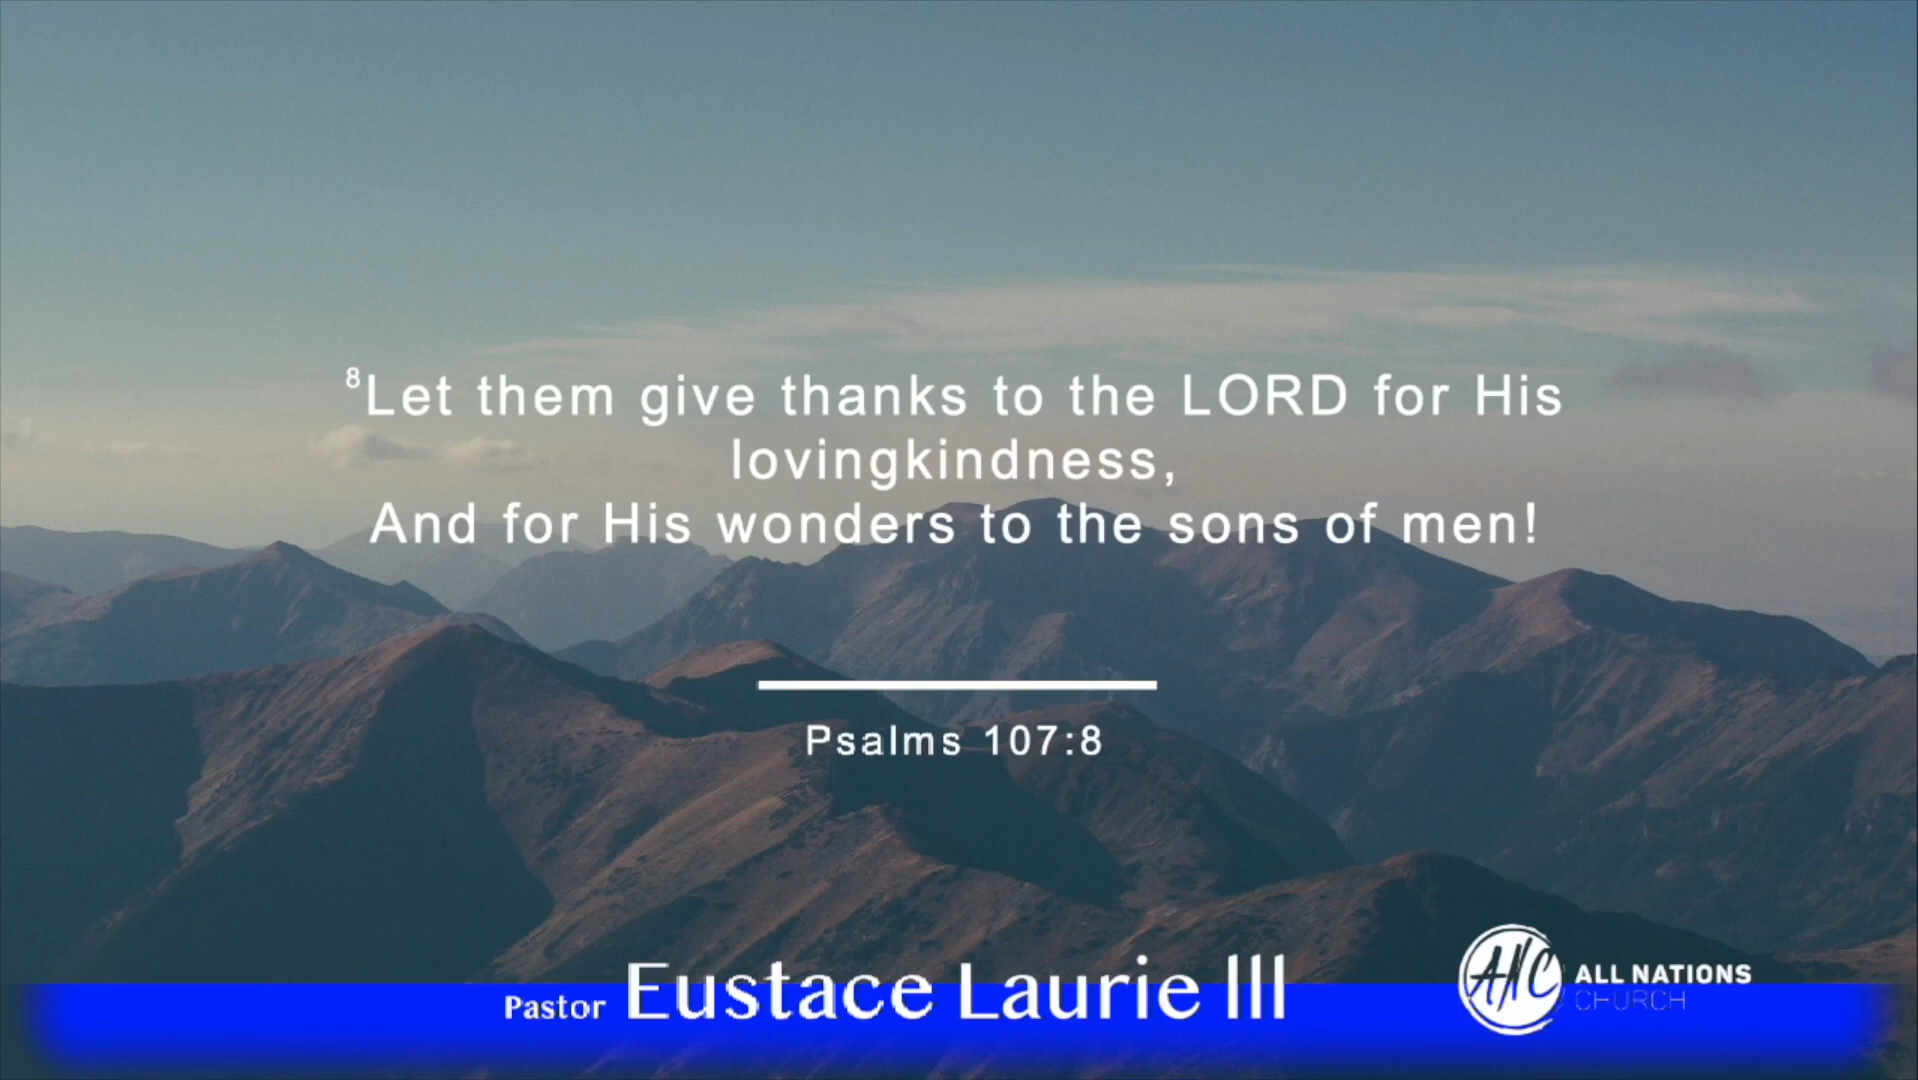 ⁸Let them give thanks to the LORD for His
lovingkindness,
And for His wonders to the sons of men!
Psalms 107:8
Pastor Eustace Laurie III
ANC ALL NATIONS
CHURCH